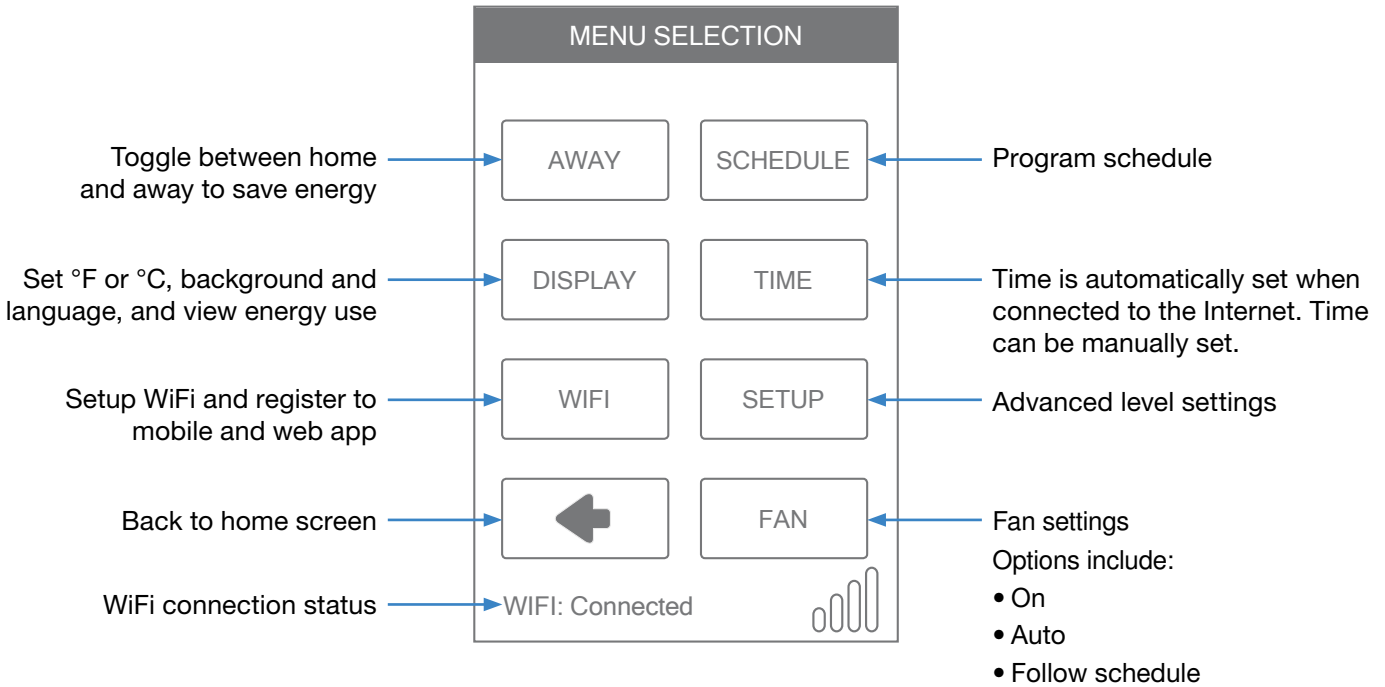 MENU SELECTION
Toggle between home
and away to save energy
AWAY
SCHEDULE
Program schedule
Set °F or °C, background and
language, and view energy use
DISPLAY
TIME
Time is automatically set when
connected to the Internet. Time
can be manually set.
Setup WiFi and register to
mobile and web app
WIFI
SETUP
Advanced level settings
Back to home screen
FAN
Fan settings
Options include:
• On
• Auto
• Follow schedule
WiFi connection status
WIFI: Connected